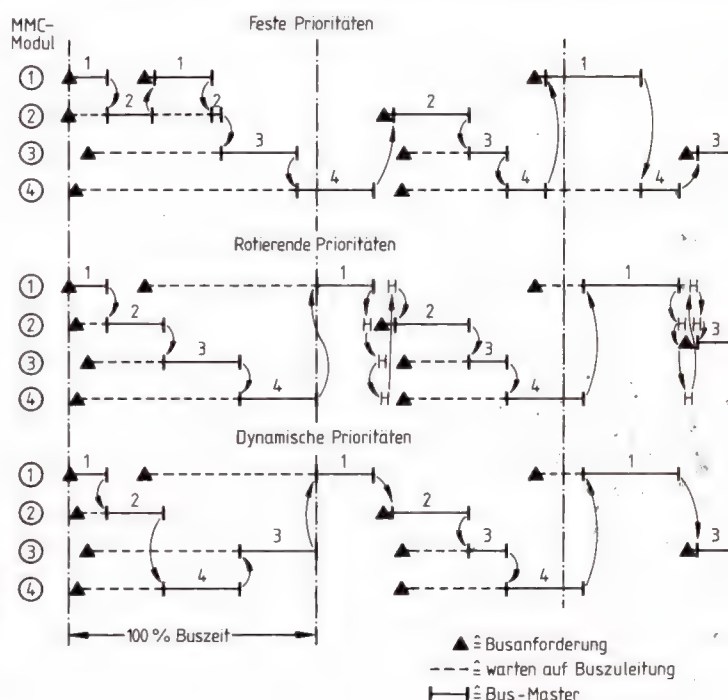 MMC-
Modul
Feste Prioritäten
1 1 1
① 
2 2 2
②
3 3 3
③
4 4 4
④
Rotierende Prioritäten
1 1 H 1 H
①
2 H 2 H H
②
3 H 3 3
③
4 H 4 H
④
Dynamische Prioritäten
1 1 1
①
2 2
②
3 3 3
③
4 4
④
100 % Buszeit
▲ ≙ Busanforderung
---- ≙ warten auf Buszuleitung
≙ Bus-Master